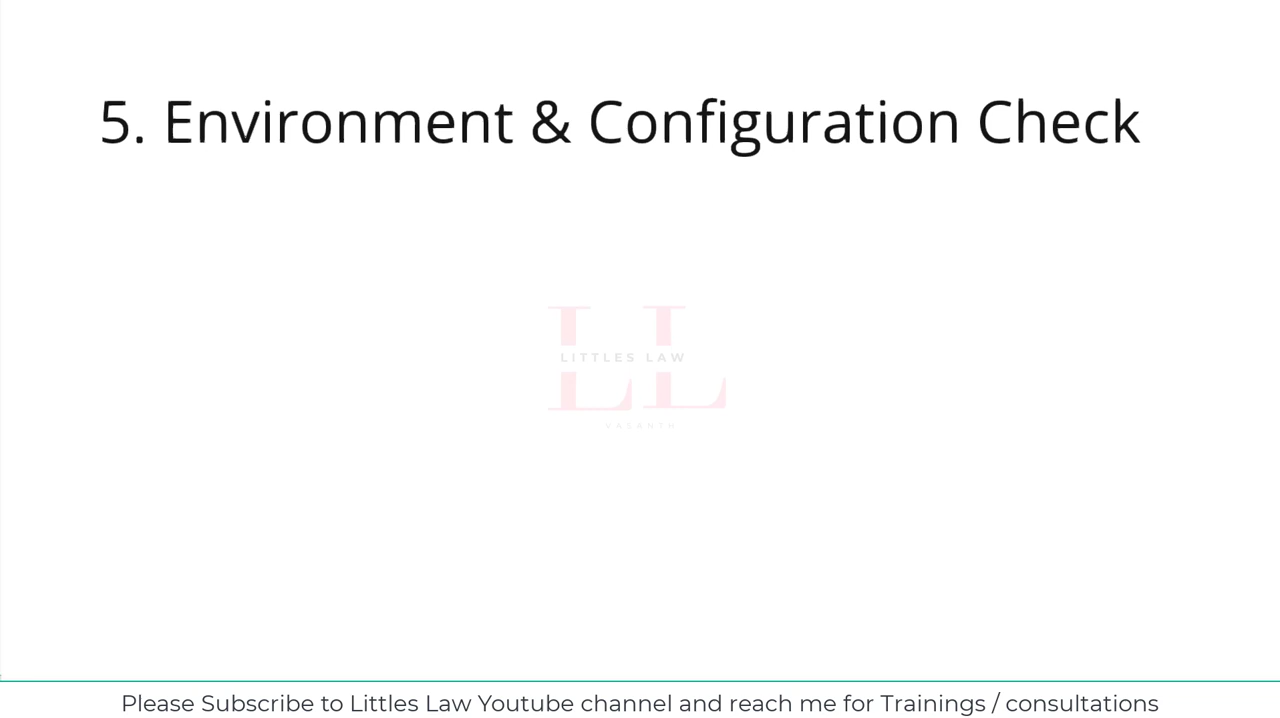 5. Environment & Configuration Check
LITTLES LAW
VASANTH
Please Subscribe to Littles Law Youtube channel and reach me for Trainings / consultations